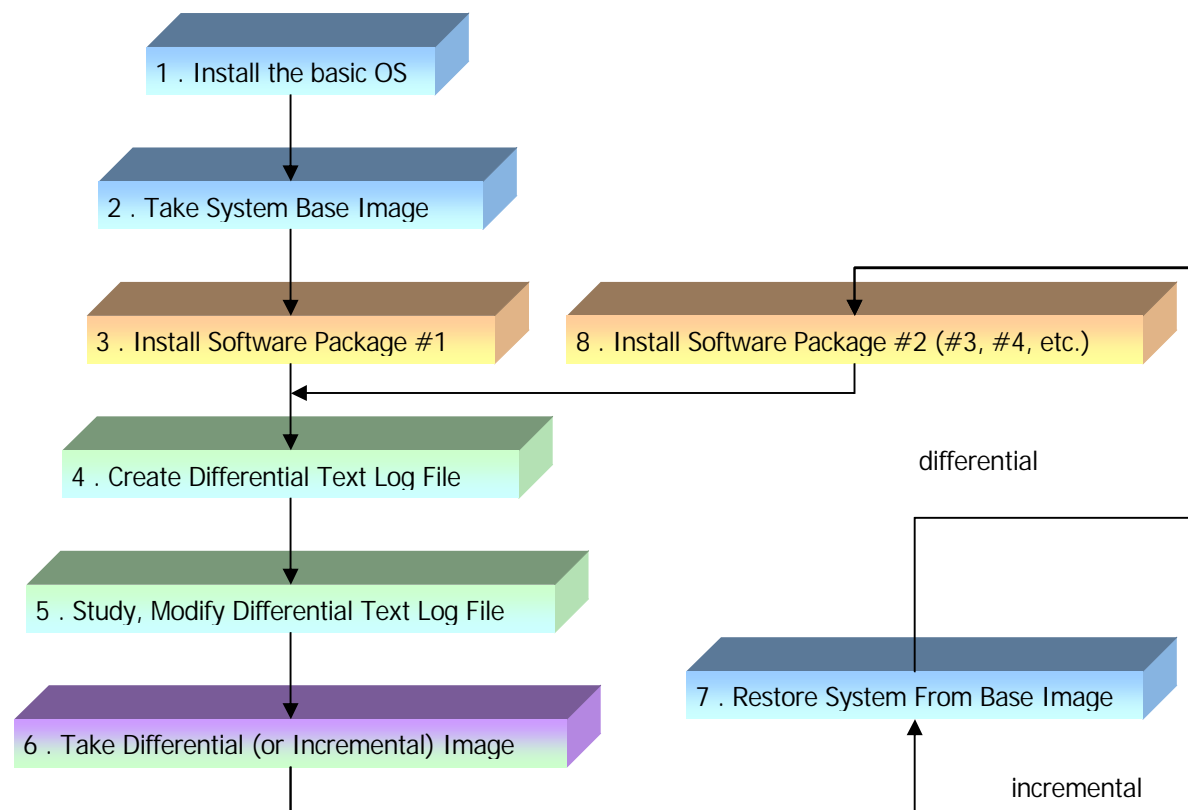 1 . Install the basic OS
2 . Take System Base Image
3 . Install Software Package #1
8 . Install Software Package #2 (#3, #4, etc.)
4 . Create Differential Text Log File
differential
5 . Study, Modify Differential Text Log File
7 . Restore System From Base Image
6 . Take Differential (or Incremental) Image
incremental